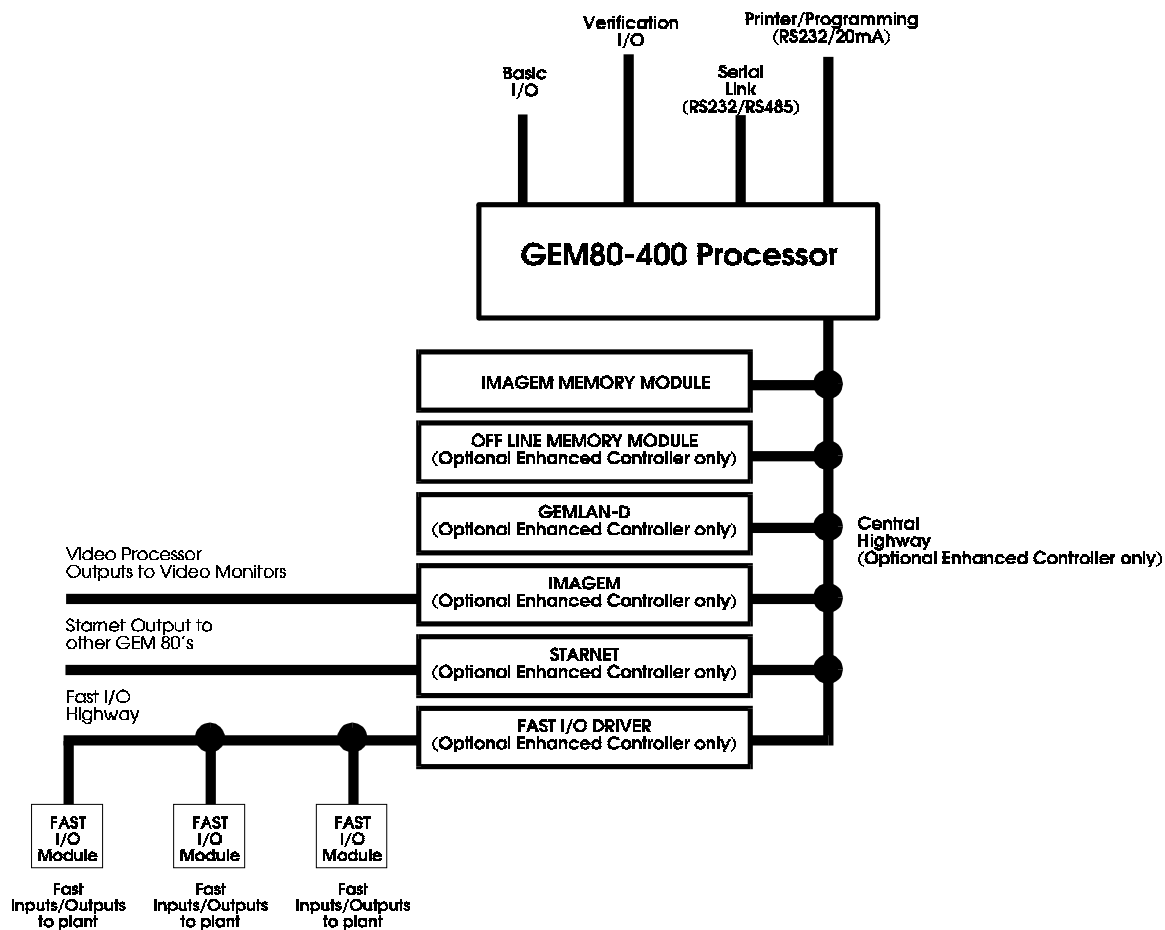 Verification
I/O
Printer/Programming
(RS232/20mA)
Basic
I/O
Serial
Link
(RS232/RS485)
GEM80-400 Processor
IMAGEM MEMORY MODULE
OFF LINE MEMORY MODULE
(Optional Enhanced Controller only)
GEMLAN-D
(Optional Enhanced Controller only)
Central
Highway
(Optional Enhanced Controller only)
Video Processor
Outputs to Video Monitors
IMAGEM
(Optional Enhanced Controller only)
Starnet Output to
other GEM 80's
STARNET
(Optional Enhanced Controller only)
Fast I/O
Highway
FAST I/O DRIVER
(Optional Enhanced Controller only)
FAST
I/O
Module
FAST
I/O
Module
FAST
I/O
Module
Fast
Inputs/Outputs
to plant
Fast
Inputs/Outputs
to plant
Fast
Inputs/Outputs
to plant